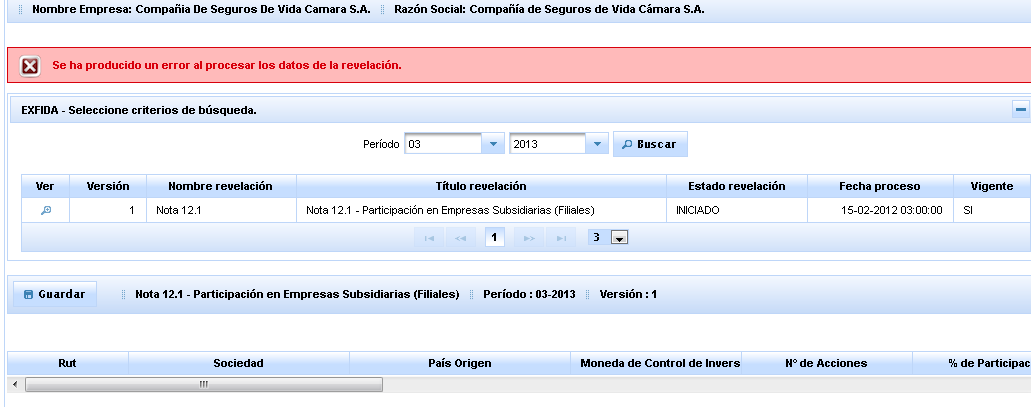 Nombre Empresa: Compañia De Seguros De Vida Camara S.A. Razón Social: Compañía de Seguros de Vida Cámara S.A.
Se ha producido un error al procesar los datos de la revelación.
EXFIDA - Seleccione criterios de búsqueda.
Período 03 2013 Buscar
Ver Versión Nombre revelación Título revelación Estado revelación Fecha proceso Vigente
1 Nota 12.1 Nota 12.1 - Participación en Empresas Subsidiarias (Filiales) INICIADO 15-02-2012 03:00:00 SI
1 3
Guardar Nota 12.1 - Participación en Empresas Subsidiarias (Filiales) Período : 03-2013 Versión : 1
Rut Sociedad País Origen Moneda de Control de Invers Nº de Acciones % de Participac